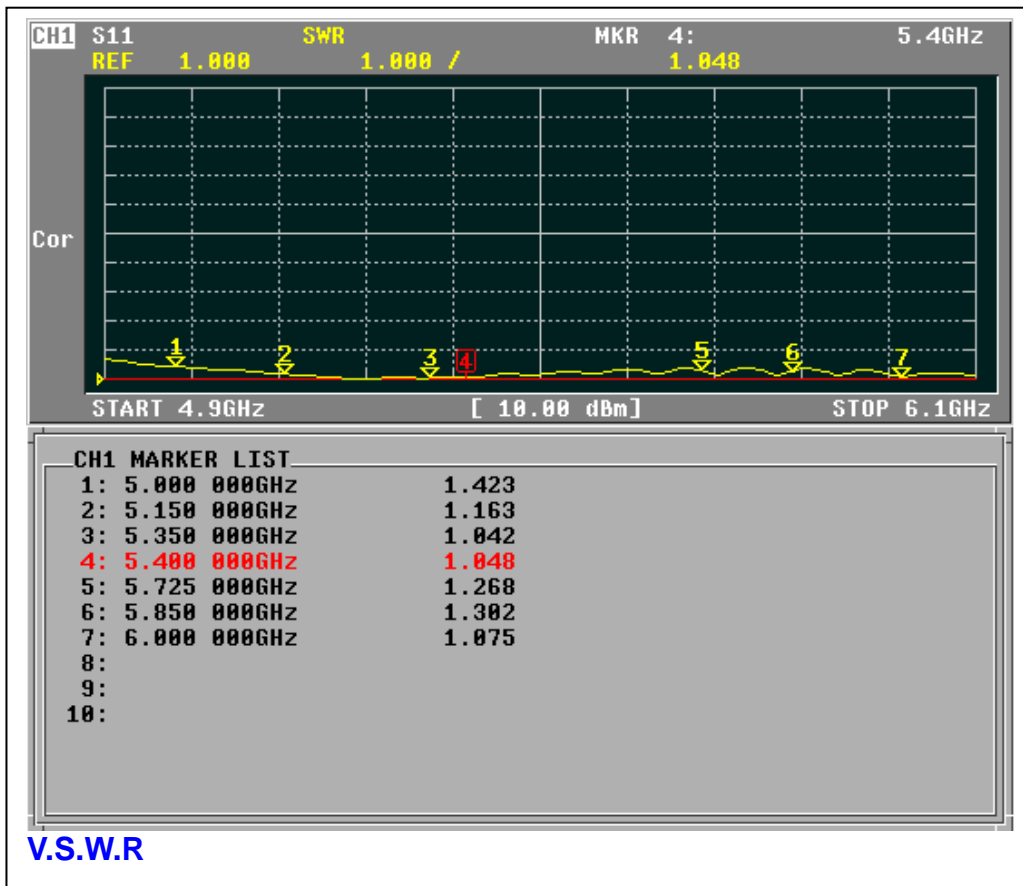 CH1 S11 SWR MKR 4: 5.4GHz
REF 1.000 1.000 / 1.048
Cor
1 2 3 4 5 6 7
START 4.9GHz [ 10.00 dBm] STOP 6.1GHz
CH1 MARKER LIST
1: 5.000 000GHz 1.423
2: 5.150 000GHz 1.163
3: 5.350 000GHz 1.042
4: 5.400 000GHz 1.048
5: 5.725 000GHz 1.268
6: 5.850 000GHz 1.302
7: 6.000 000GHz 1.075
8:
9:
10:
V.S.W.R